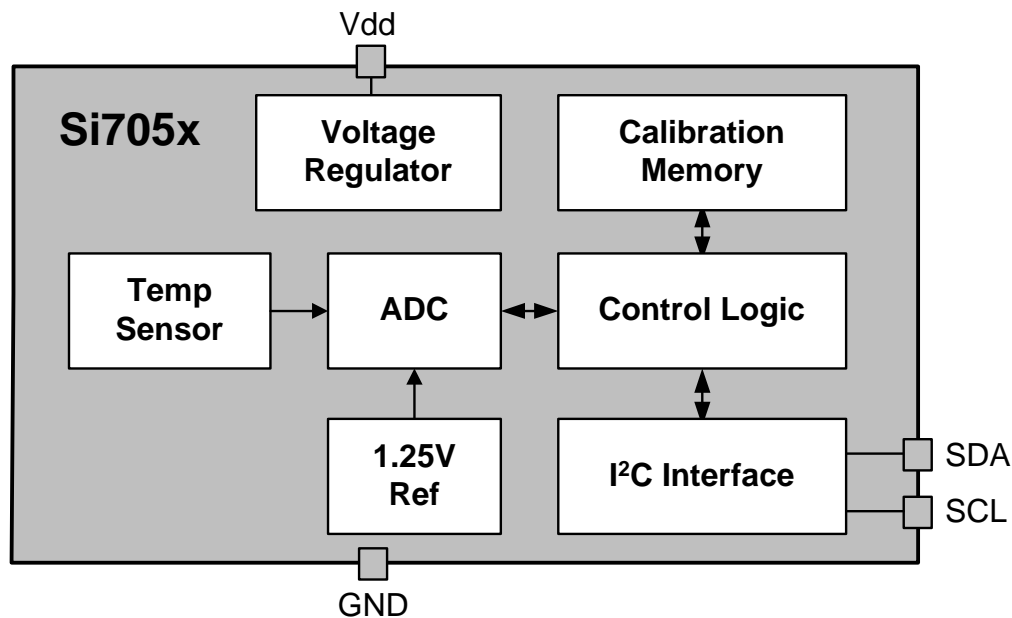 Vdd
Si705x
Voltage
Regulator
Calibration
Memory
Temp
Sensor
ADC
Control Logic
1.25V
Ref
I²C Interface
SDA
SCL
GND